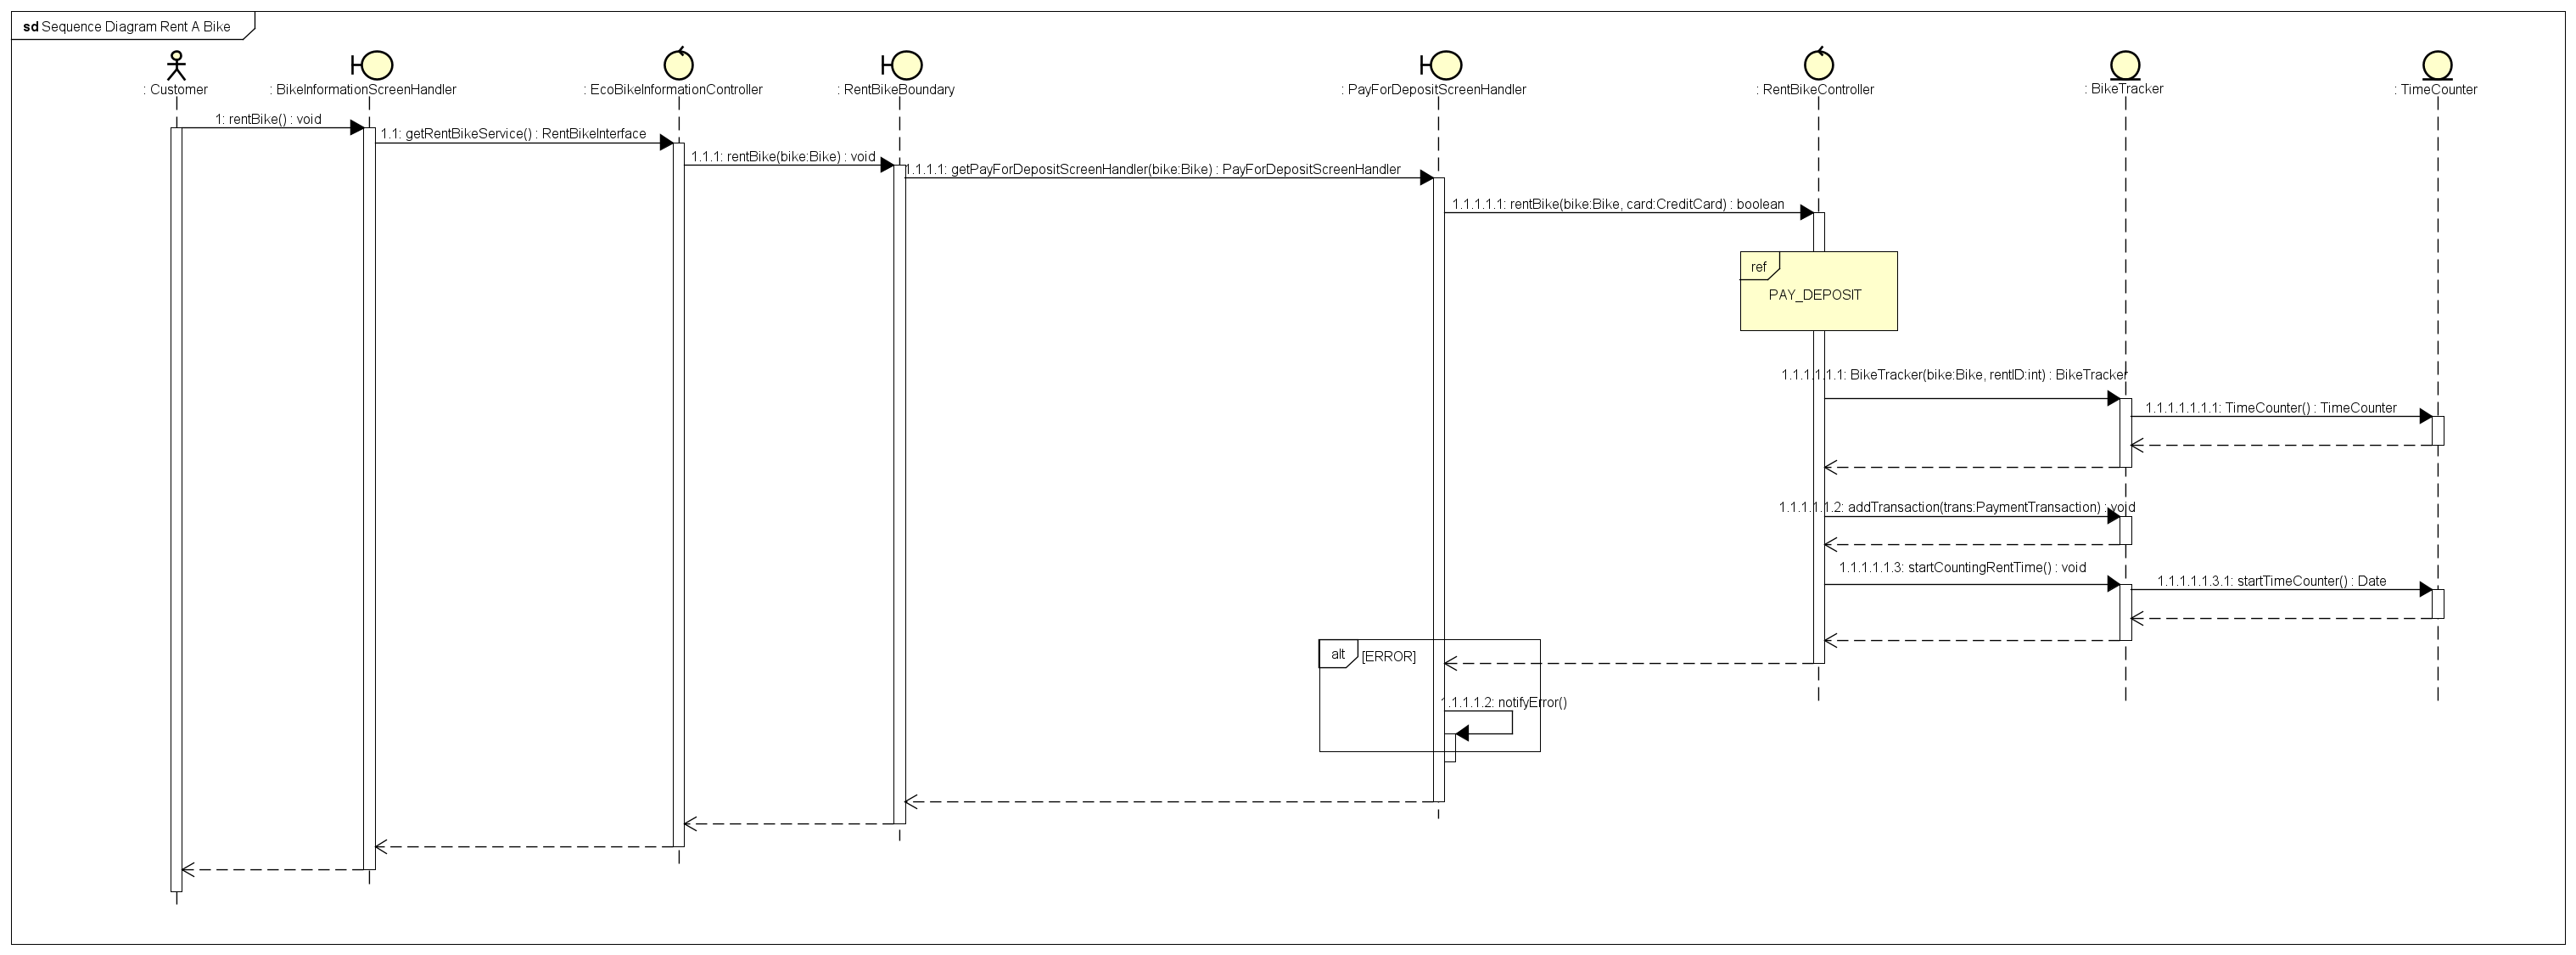 sd Sequence Diagram Rent A Bike
: Customer
: BikeInformationScreenHandler
: EcoBikeInformationController
: RentBikeBoundary
: PayForDepositScreenHandler
: RentBikeController
: BikeTracker
: TimeCounter
1: rentBike() : void
1.1: getRentBikeService() : RentBikeInterface
1.1.1: rentBike(bike:Bike) : void
1.1.1.1: getPayForDepositScreenHandler(bike:Bike) : PayForDepositScreenHandler
1.1.1.1.1: rentBike(bike:Bike, card:CreditCard) : boolean
ref
PAY_DEPOSIT
1.1.1.1.1.1: BikeTracker(bike:Bike, rentID:int) : BikeTracker
1.1.1.1.1.1.1: TimeCounter() : TimeCounter
1.1.1.1.1.2: addTransaction(trans:PaymentTransaction) : void
1.1.1.1.1.3: startCountingRentTime() : void
1.1.1.1.1.3.1: startTimeCounter() : Date
alt
[ERROR]
1.1.1.1.2: notifyError()